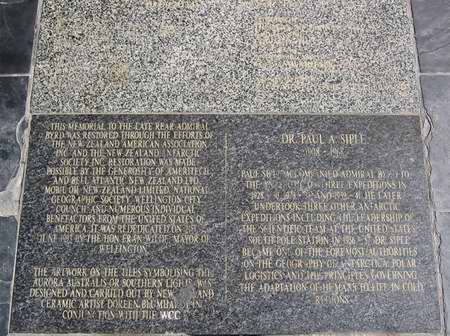 THIS MEMORIAL TO THE LATE REAR ADMIRAL
BYRD WAS RESTORED THROUGH THE EFFORTS OF
THE NEW ZEALAND AMERICAN ASSOCIATION
INC. AND THE NEW ZEALAND ANTARCTIC
SOCIETY INC. RESTORATION WAS MADE
POSSIBLE BY THE GENEROSITY OF AMERITECH
AND BELL ATLANTIC, NEW ZEALAND LTD,
MOBIL OIL NEW ZEALAND LIMITED, NATIONAL
GEOGRAPHIC SOCIETY, WELLINGTON CITY
COUNCIL AND NUMEROUS INDIVIDUAL
BENEFACTORS FROM THE UNITED STATES OF
AMERICA. IT WAS REDEDICATED ON
JUNE BY THE HON FRAN WILDE MAYOR OF
WELLINGTON.
THE ARTWORK ON THE TILES SYMBOLISING THE
AURORA AUSTRALIS OR SOUTHERN LIGHTS WAS
DESIGNED AND CARRIED OUT BY NEW
CERAMIC ARTIST DOREEN BLUMHARDT IN
CONJUNCTION WITH THE WCC
DR. PAUL A. SIPLE
PAUL SIPLE ACCOMPANIED ADMIRAL BYRD TO
THE ON THREE EXPEDITIONS IN
1928 HE LATER
UNDERTOOK THREE OTHER ANTARCTIC
EXPEDITIONS INCLUDING THE LEADERSHIP OF
THE SCIENTIFIC TEAM AT THE UNITED STATES
SOUTH POLE STATION IN DR. SIPLE
BECAME ONE OF THE FOREMOST AUTHORITIES
ON THE GEOGRAPHY OF ANTARCTICA, POLAR
LOGISTICS AND THE PRINCIPLES GOVERNING
THE ADAPTATION OF MAN TO LIFE IN COLD
REGIONS